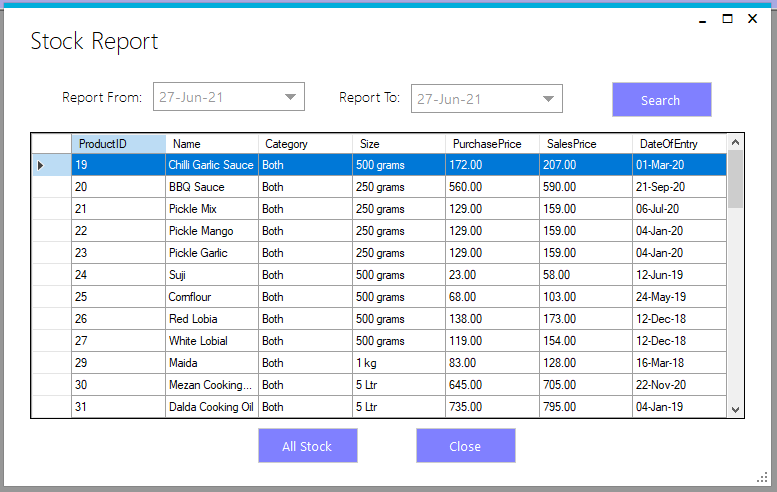 Stock Report
Report From: 27-Jun-21 Report To: 27-Jun-21 Search
ProductID Name Category Size PurchasePrice SalesPrice DateOfEntry
19 Chilli Garlic Sauce Both 500 grams 172.00 207.00 01-Mar-20
20 BBQ Sauce Both 250 grams 560.00 590.00 21-Sep-20
21 Pickle Mix Both 250 grams 129.00 159.00 06-Jul-20
22 Pickle Mango Both 250 grams 129.00 159.00 04-Jan-20
23 Pickle Garlic Both 250 grams 129.00 159.00 04-Jan-20
24 Suji Both 500 grams 23.00 58.00 12-Jun-19
25 Cornflour Both 500 grams 68.00 103.00 24-May-19
26 Red Lobia Both 500 grams 138.00 173.00 12-Dec-18
27 White Lobial Both 500 grams 119.00 154.00 12-Dec-18
29 Maida Both 1 kg 83.00 128.00 16-Mar-18
30 Mezan Cooking... Both 5 Ltr 645.00 705.00 22-Nov-20
31 Dalda Cooking Oil Both 5 Ltr 735.00 795.00 04-Jan-19
All Stock Close